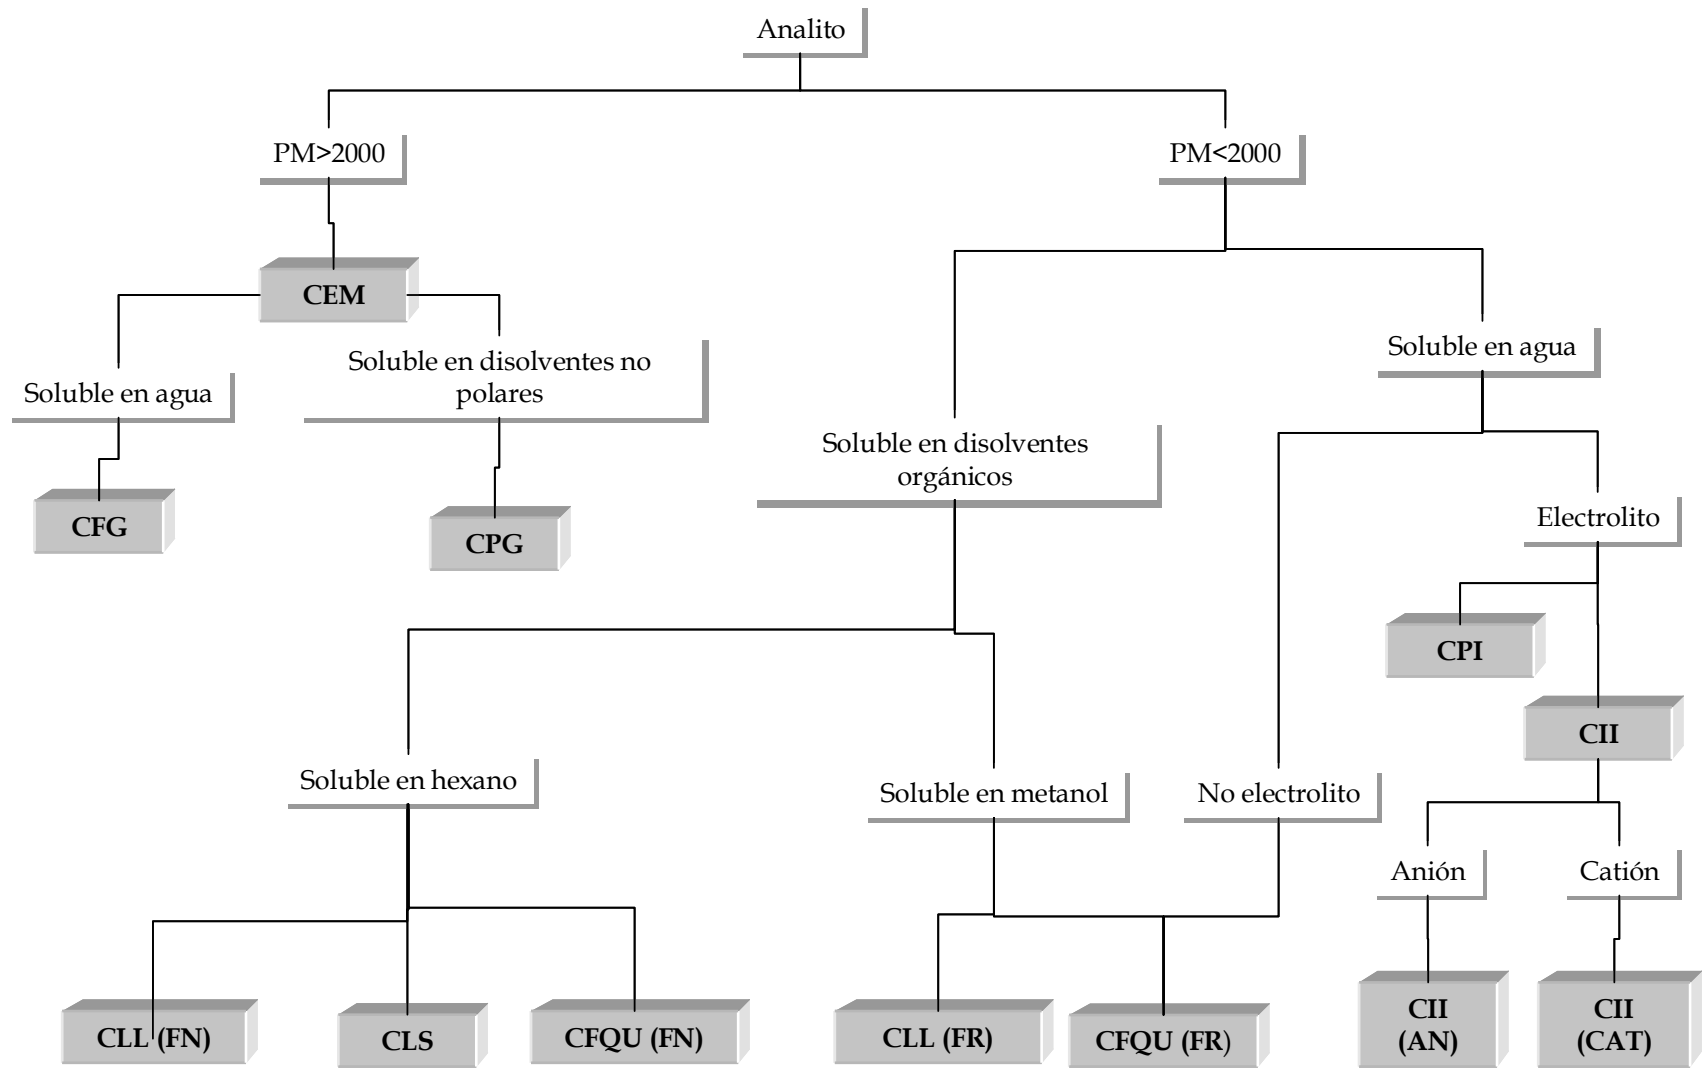 Analito
PM>2000
PM<2000
CEM
Soluble en agua
Soluble en disolventes no
polares
Soluble en agua
CFG
CPG
Soluble en disolventes
orgánicos
Electrolito
CPI
CII
Soluble en hexano
Soluble en metanol
No electrolito
Anión
Catión
CLL (FN)
CLS
CFQU (FN)
CLL (FR)
CFQU (FR)
CII
(AN)
CII
(CAT)